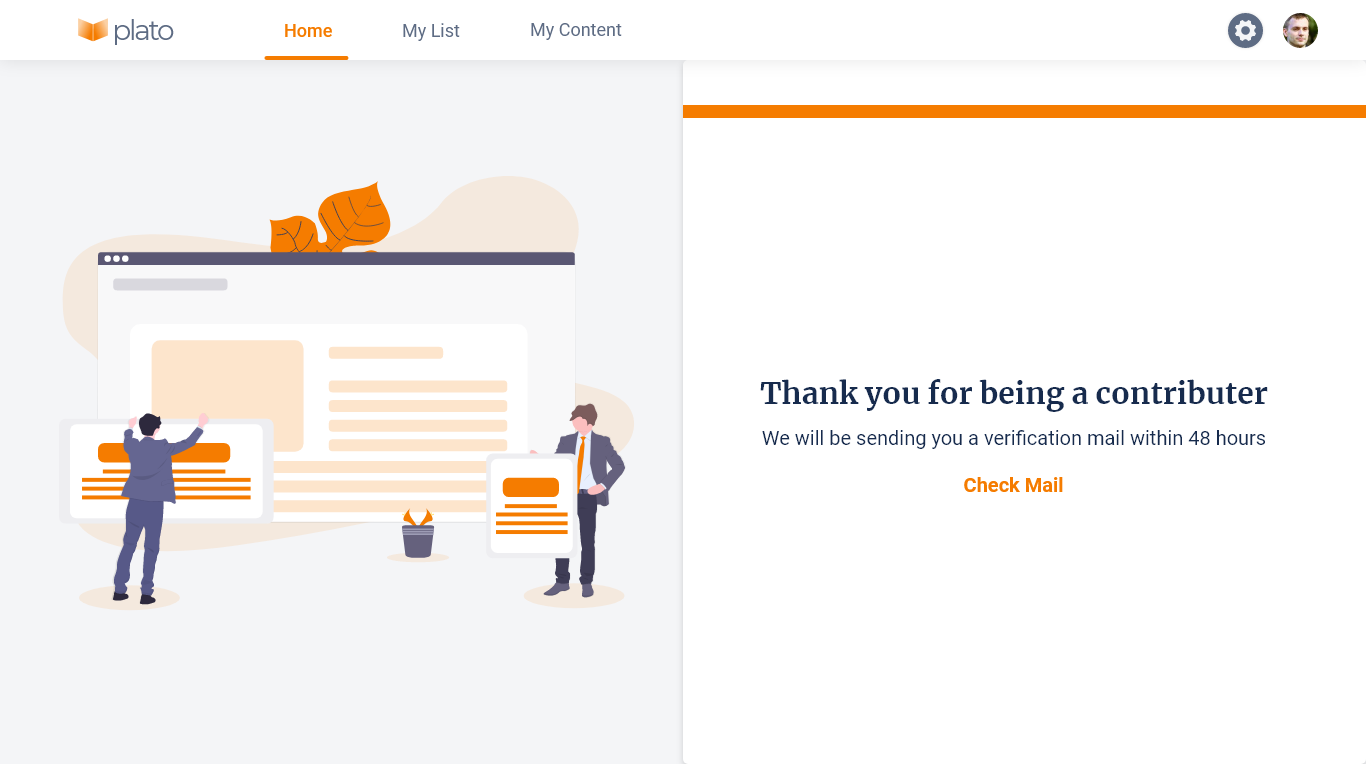 plato
Home
My List
My Content
Thank you for being a contributer
We will be sending you a verification mail within 48 hours
Check Mail